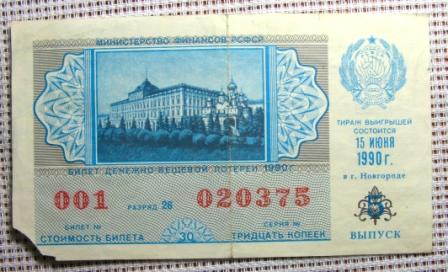 МИНИСТЕРСТВО ФИНАНСОВ РСФСР
БИЛЕТ ДЕНЕЖНО-ВЕЩЕВОЙ ЛОТЕРЕИ 1990 г.
001 РАЗРЯД 26 020375
БИЛЕТ № СЕРИЯ №
СТОИМОСТЬ БИЛЕТА 30 ТРИДЦАТЬ КОПЕЕК
ТИРАЖ ВЫИГРЫШЕЙ
СОСТОИТСЯ
15 ИЮНЯ
1990 г.
в г. Новгороде
5
ВЫПУСК